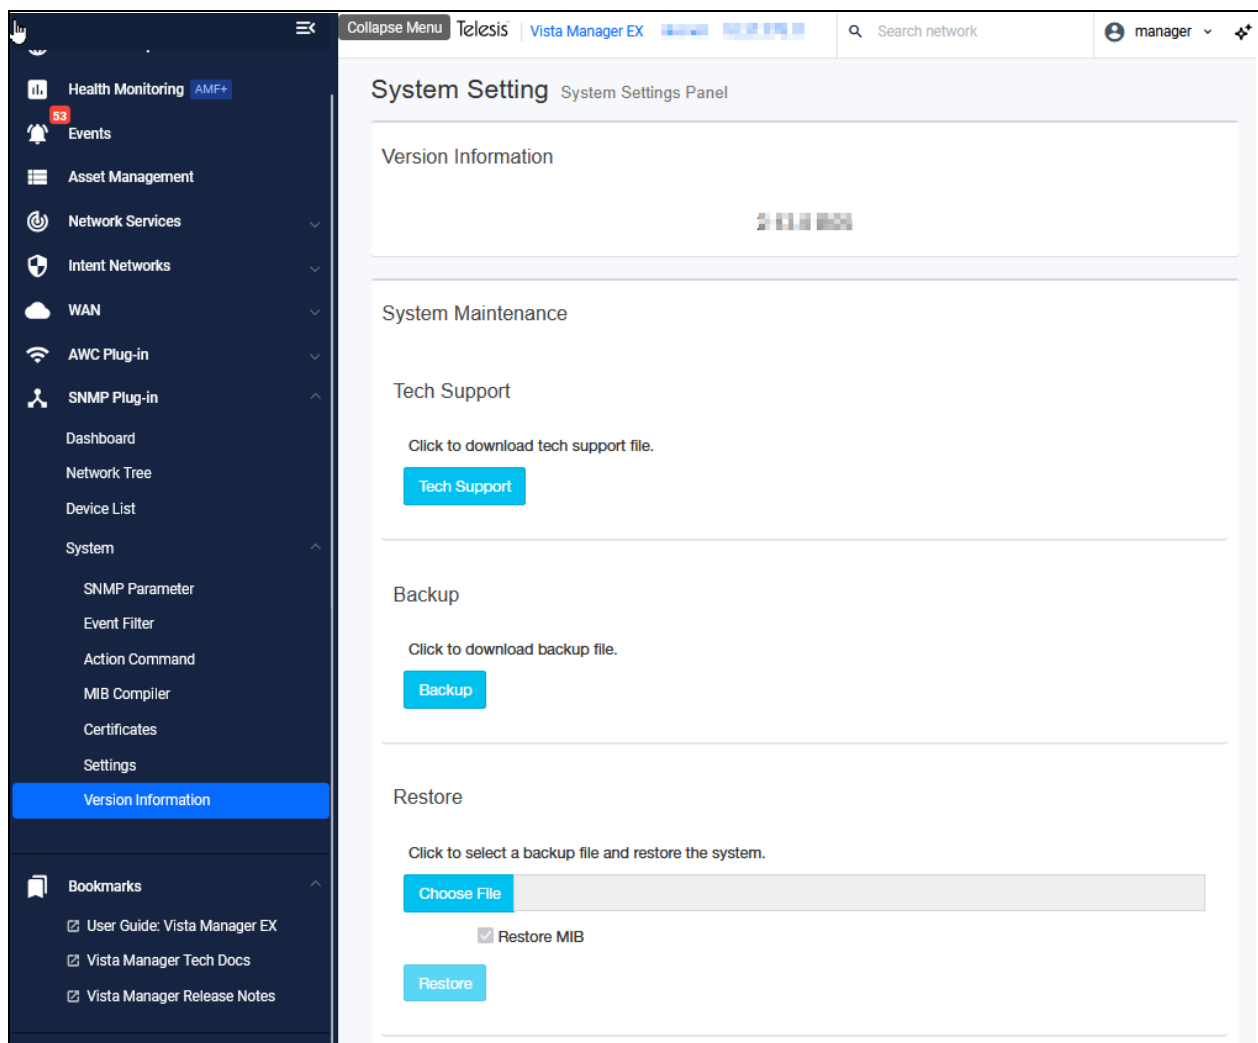 Collapse Menu
Telesis
Vista Manager EX
Search network
manager
Health Monitoring AMF+
53
Events
Asset Management
Network Services
Intent Networks
WAN
AWC Plug-in
SNMP Plug-in
Dashboard
Network Tree
Device List
System
SNMP Parameter
Event Filter
Action Command
MIB Compiler
Certificates
Settings
Version Information
Bookmarks
User Guide: Vista Manager EX
Vista Manager Tech Docs
Vista Manager Release Notes
System Setting System Settings Panel
Version Information
System Maintenance
Tech Support
Click to download tech support file.
Tech Support
Backup
Click to download backup file.
Backup
Restore
Click to select a backup file and restore the system.
Choose File
Restore MIB
Restore